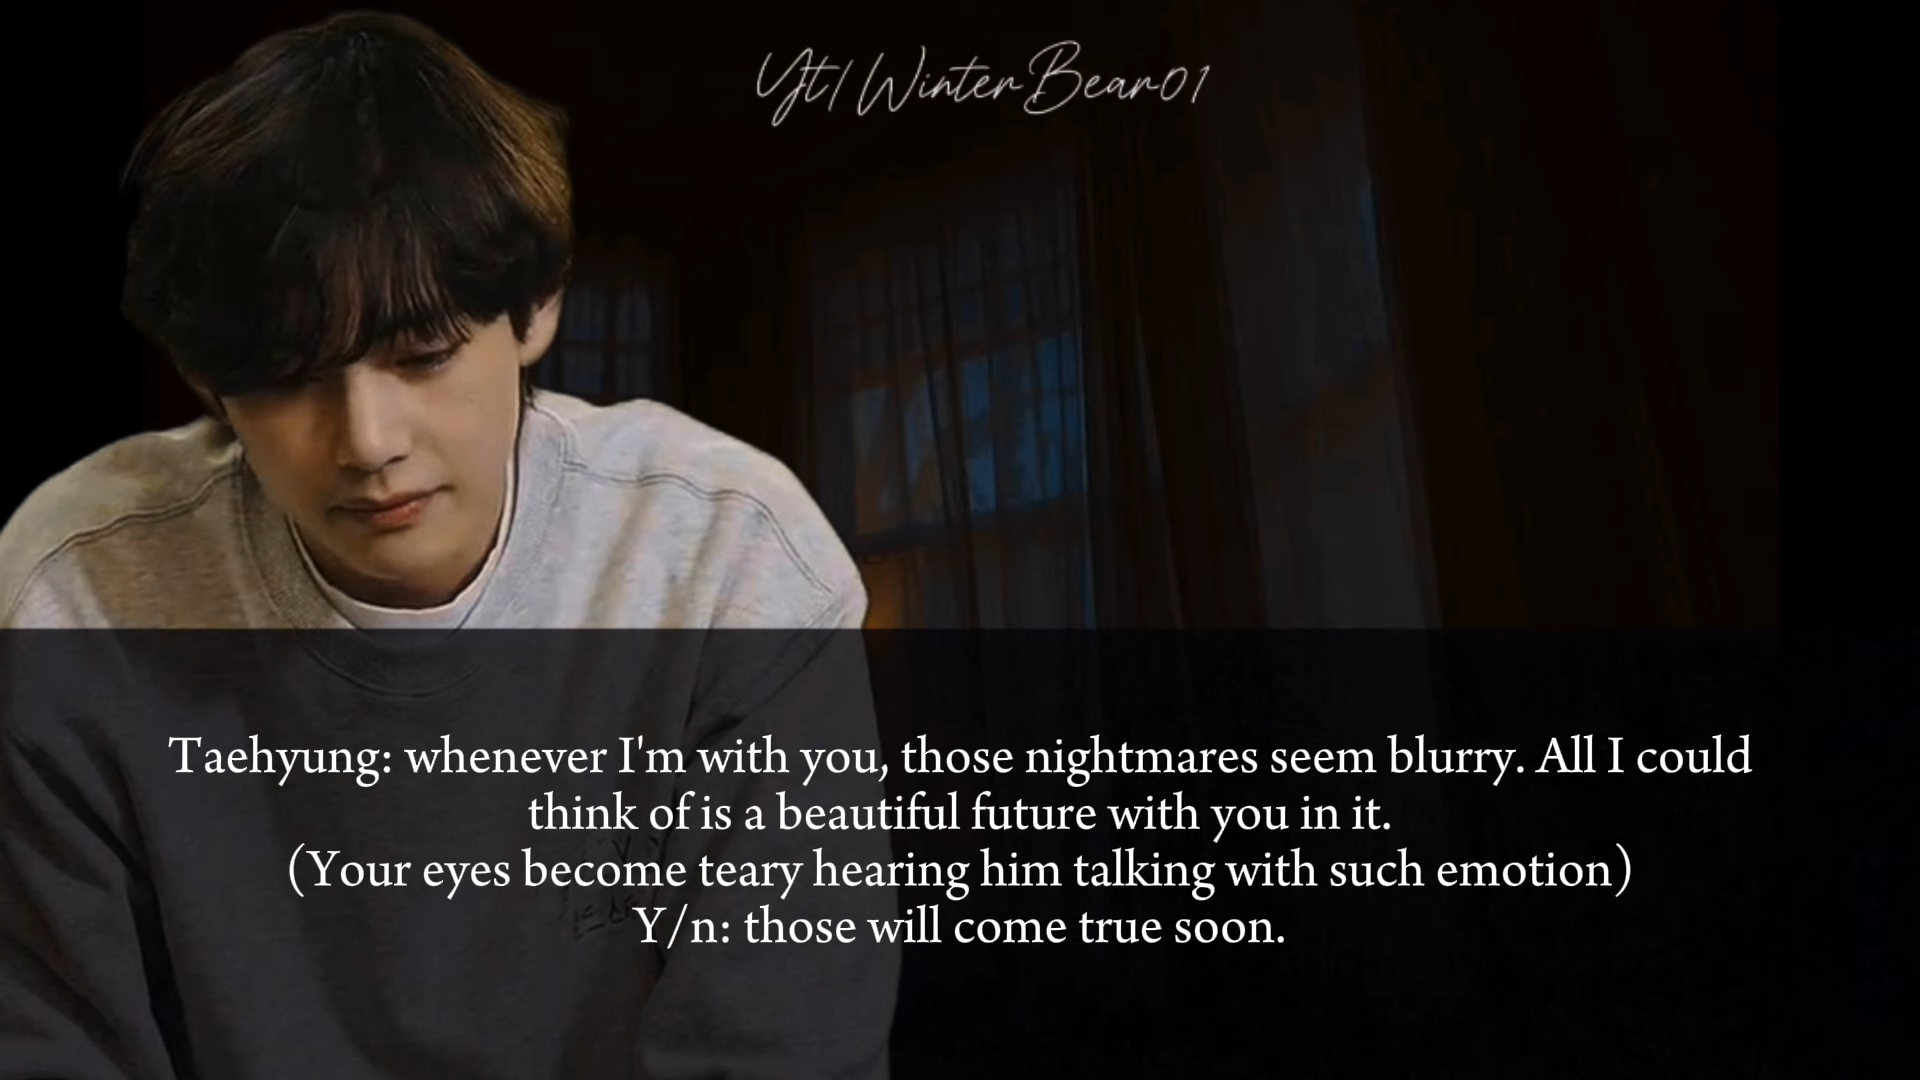 Yt/ WinterBear01
Taehyung: whenever I'm with you, those nightmares seem blurry. All I could
think of is a beautiful future with you in it.
(Your eyes become teary hearing him talking with such emotion)
Y/n: those will come true soon.